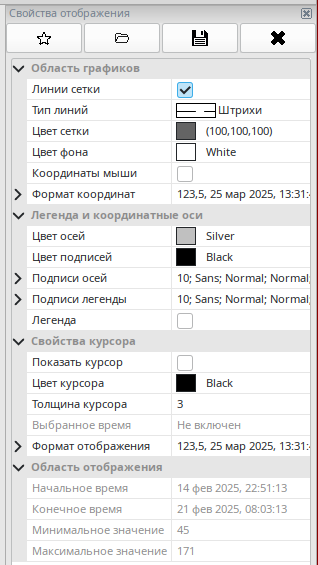 Свойства отображения
Область графиков
Линии сетки
Тип линий Штрихи
Цвет сетки (100,100,100)
Цвет фона White
Координаты мыши
Формат координат 123,5, 25 мар 2025, 13:31:
Легенда и координатные оси
Цвет осей Silver
Цвет подписей Black
Подписи осей 10; Sans; Normal; Normal;
Подписи легенды 10; Sans; Normal; Normal;
Легенда
Свойства курсора
Показать курсор
Цвет курсора Black
Толщина курсора 3
Выбранное время Не включен
Формат отображения 123,5, 25 мар 2025, 13:31:
Область отображения
Начальное время 14 фев 2025, 22:51:13
Конечное время 21 фев 2025, 08:03:13
Минимальное значение 45
Максимальное значение 171